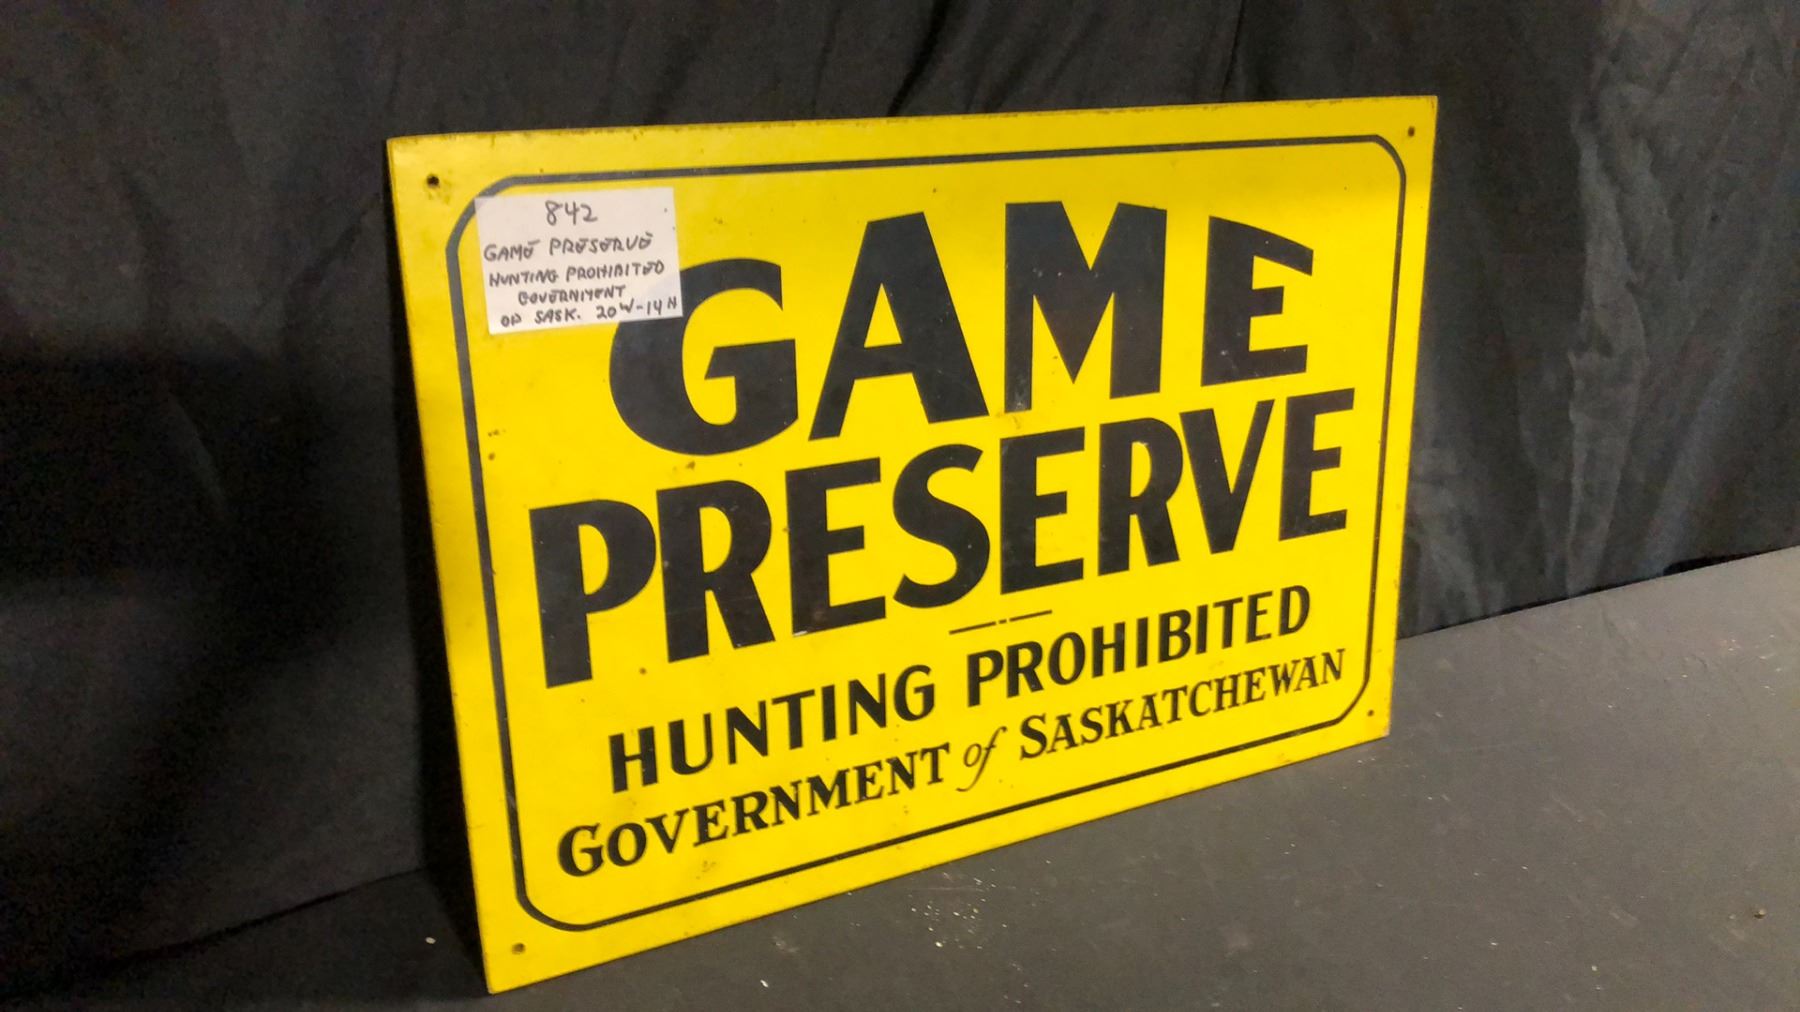 842
GAME PRESERVE
HUNTING PROHIBITED
GOVERNMENT
OF SASK. 20W-14H
GAME
PRESERVE
HUNTING PROHIBITED
GOVERNMENT of SASKATCHEWAN